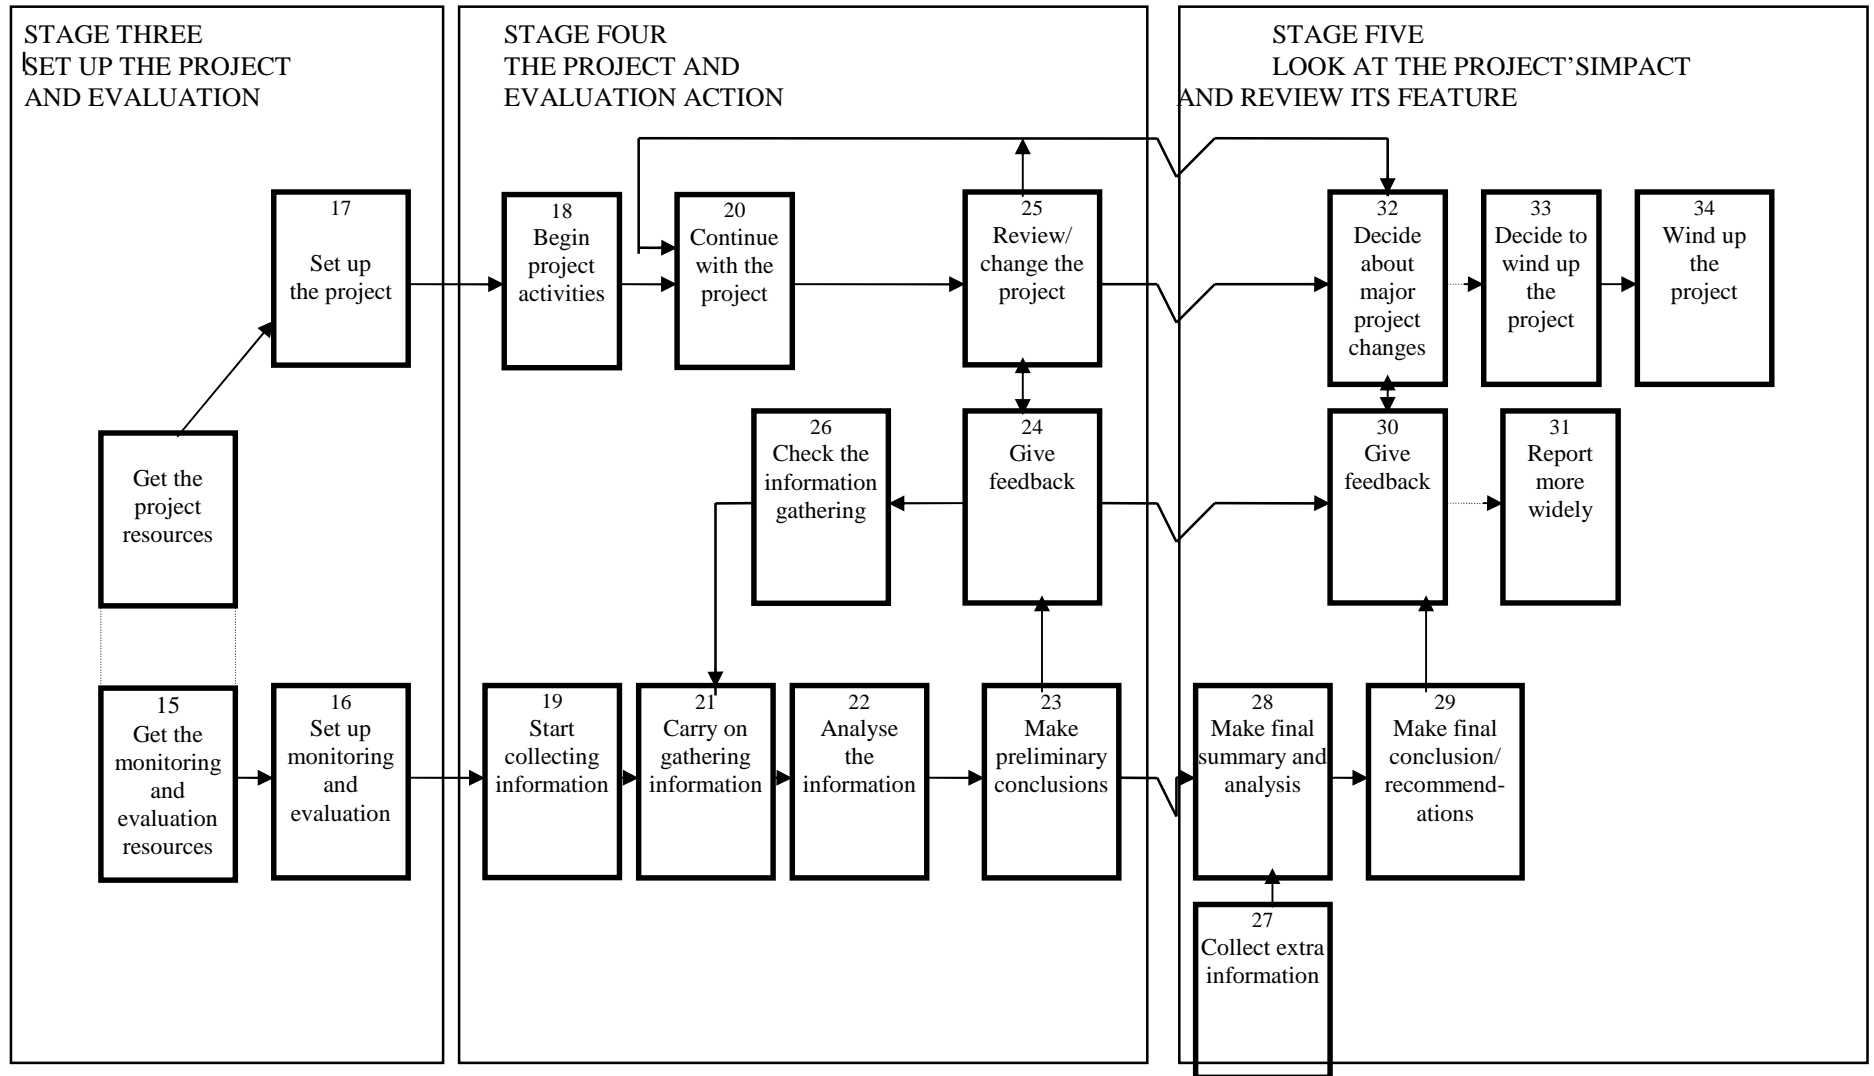 STAGE THREE
SET UP THE PROJECT
AND EVALUATION
STAGE FOUR
THE PROJECT AND
EVALUATION ACTION
STAGE FIVE
LOOK AT THE PROJECT’SIMPACT
AND REVIEW ITS FEATURE
17
Set up
the project
18
Begin
project
activities
20
Continue
with the
project
25
Review/
change the
project
32
Decide
about
major
project
changes
33
Decide to
wind up
the
project
34
Wind up
the
project
Get the
project
resources
26
Check the
information
gathering
24
Give
feedback
30
Give
feedback
31
Report
more
widely
15
Get the
monitoring
and
evaluation
resources
16
Set up
monitoring
and
evaluation
19
Start
collecting
information
21
Carry on
gathering
information
22
Analyse
the
information
23
Make
preliminary
conclusions
28
Make final
summary and
analysis
29
Make final
conclusion/
recommend-
ations
27
Collect extra
information